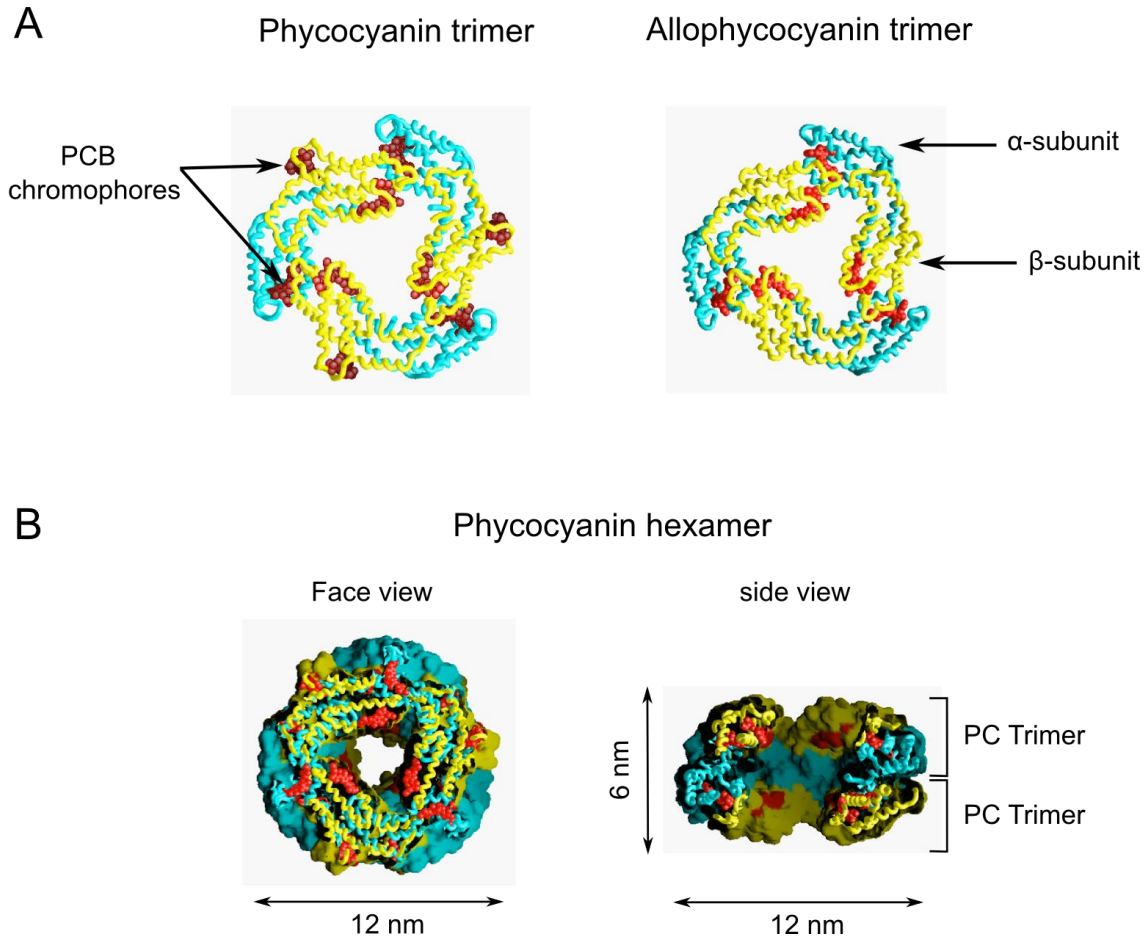 A
Phycocyanin trimer
Allophycocyanin trimer
PCB
chromophores
α-subunit
β-subunit
B
Phycocyanin hexamer
Face view
side view
6 nm
PC Trimer
PC Trimer
12 nm
12 nm